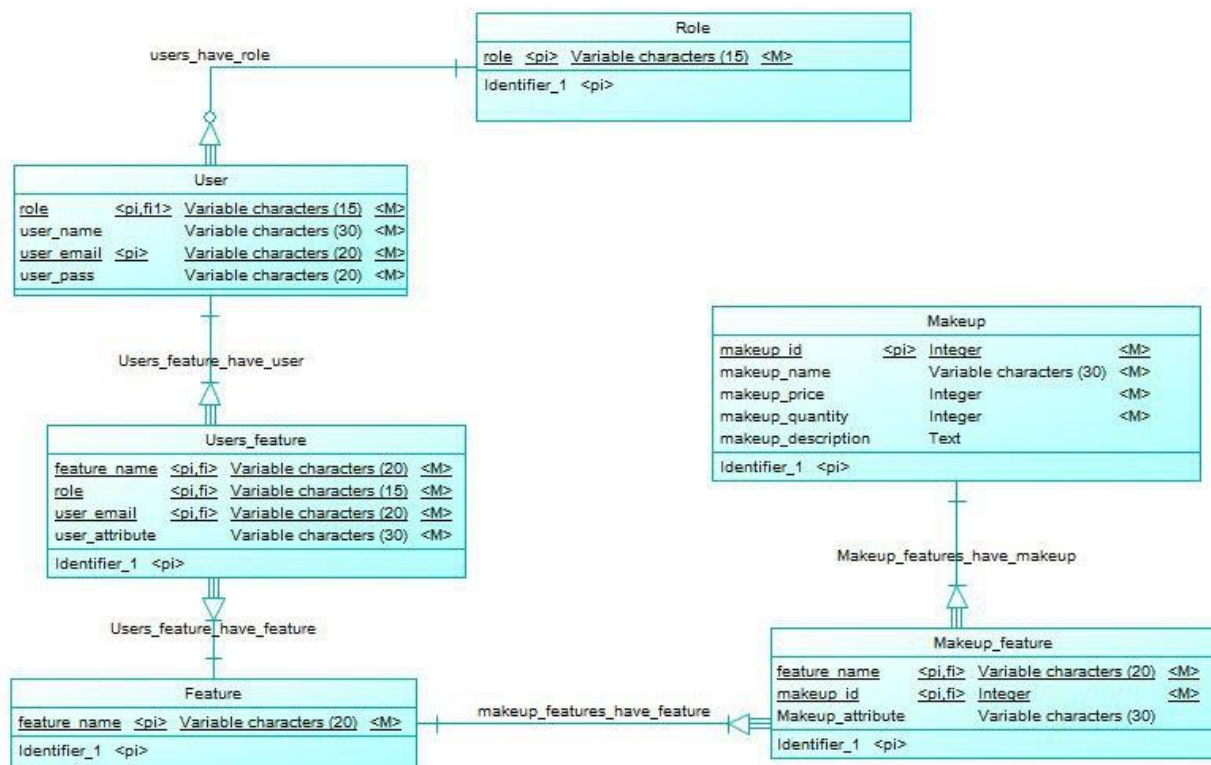 Role
role <pi> Variable characters (15) <M>
Identifier_1 <pi>
users_have_role
User
role <pi,fi1> Variable characters (15) <M>
user_name Variable characters (30) <M>
user_email <pi> Variable characters (20) <M>
user_pass Variable characters (20) <M>
Users_feature_have_user
Makeup
makeup_id <pi> Integer <M>
makeup_name Variable characters (30) <M>
makeup_price Integer <M>
makeup_quantity Integer <M>
makeup_description Text
Identifier_1 <pi>
Users_feature
feature_name <pi,fi> Variable characters (20) <M>
role <pi,fi> Variable characters (15) <M>
user_email <pi,fi> Variable characters (20) <M>
user_attribute Variable characters (30) <M>
Identifier_1 <pi>
Makeup_features_have_makeup
Users_feature_have_feature
Makeup_feature
feature_name <pi,fi> Variable characters (20) <M>
makeup_id <pi,fi> Integer <M>
Makeup_attribute Variable characters (30)
Identifier_1 <pi>
Feature
feature_name <pi> Variable characters (20) <M>
Identifier_1 <pi>
makeup_features_have_feature